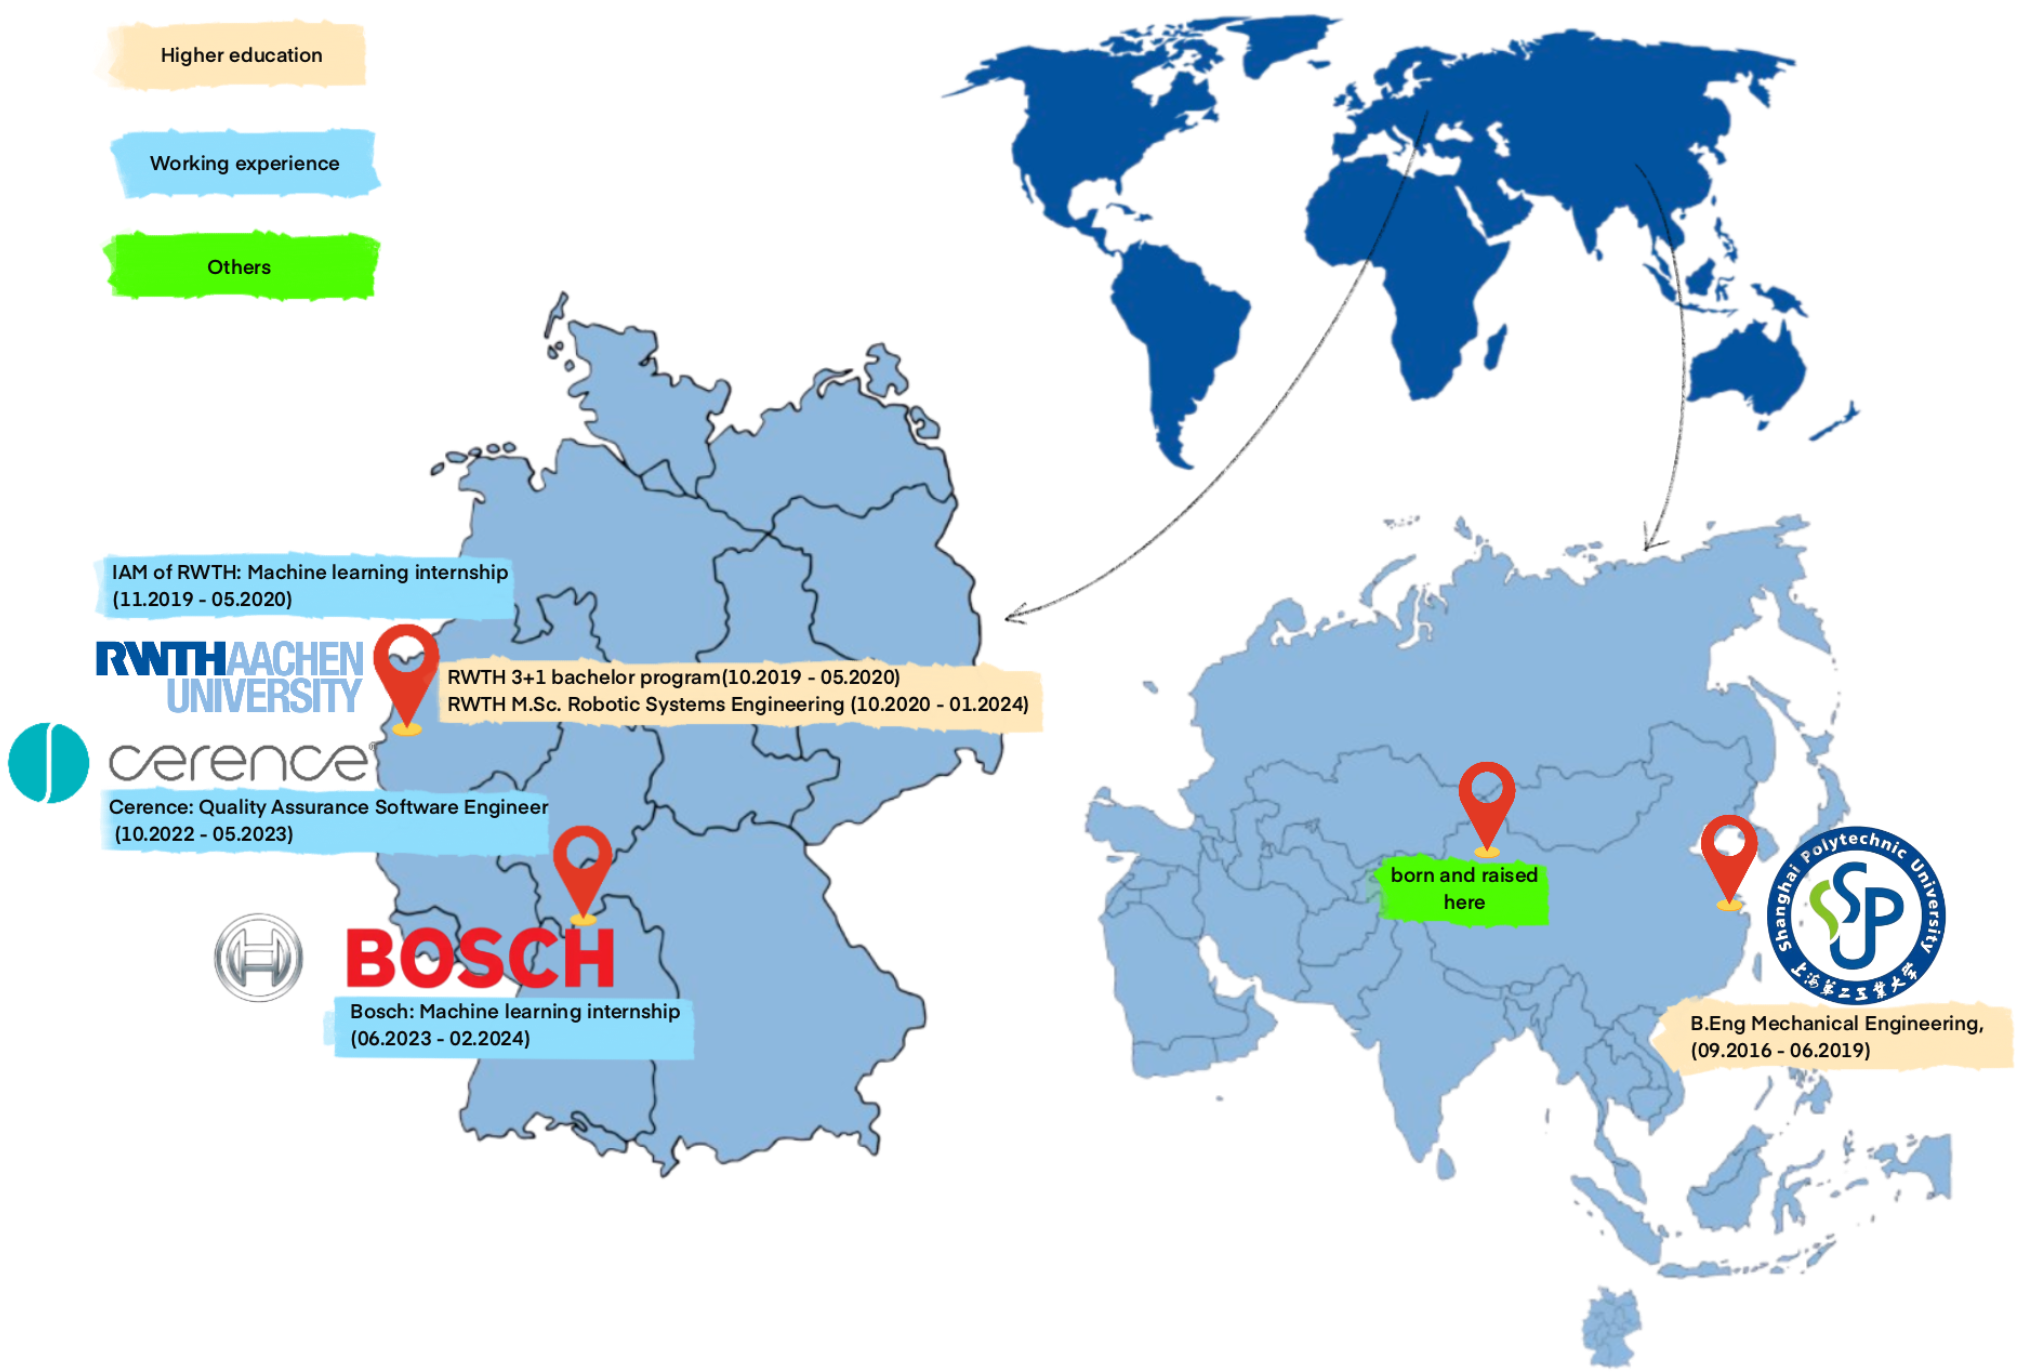 Higher education
Working experience
Others
IAM of RWTH: Machine learning internship
(11.2019 - 05.2020)
RWTH AACHEN
UNIVERSITY
RWTH 3+1 bachelor program(10.2019 - 05.2020)
RWTH M.Sc. Robotic Systems Engineering (10.2020 - 01.2024)
cerence®
Cerence: Quality Assurance Software Engineer
(10.2022 - 05.2023)
BOSCH
Bosch: Machine learning internship
(06.2023 - 02.2024)
born and raised
here
Shanghai Polytechnic University
SSPU
上海第二工业大学
B.Eng Mechanical Engineering,
(09.2016 - 06.2019)